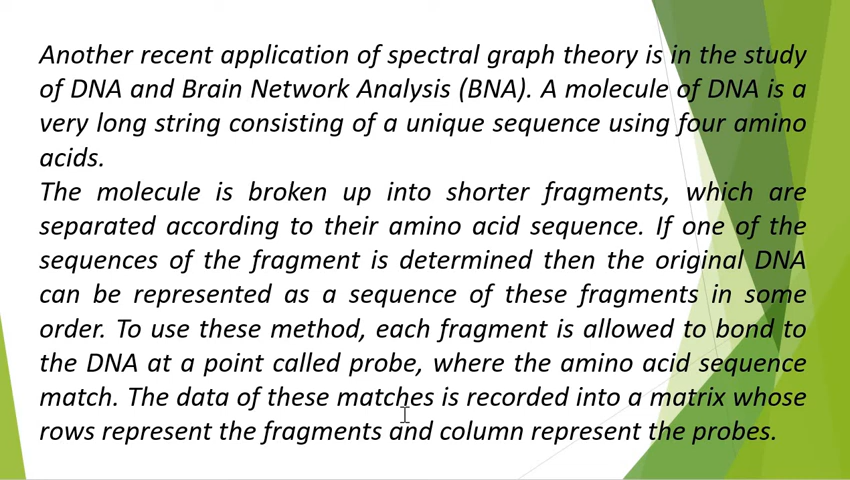 Another recent application of spectral graph theory is in the study
of DNA and Brain Network Analysis (BNA). A molecule of DNA is a
very long string consisting of a unique sequence using four amino
acids.
The molecule is broken up into shorter fragments, which are
separated according to their amino acid sequence. If one of the
sequences of the fragment is determined then the original DNA
can be represented as a sequence of these fragments in some
order. To use these method, each fragment is allowed to bond to
the DNA at a point called probe, where the amino acid sequence
match. The data of these matches is recorded into a matrix whose
rows represent the fragments and column represent the probes.